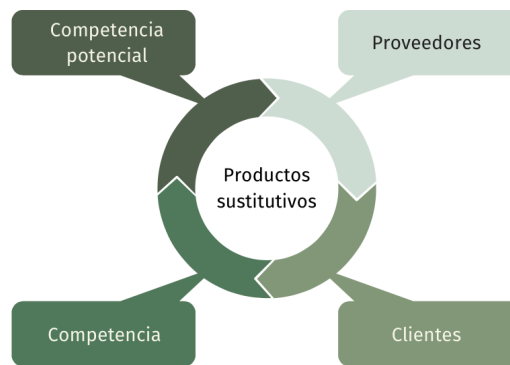 Competencia
potencial
Proveedores
Productos
sustitutivos
Competencia
Clientes